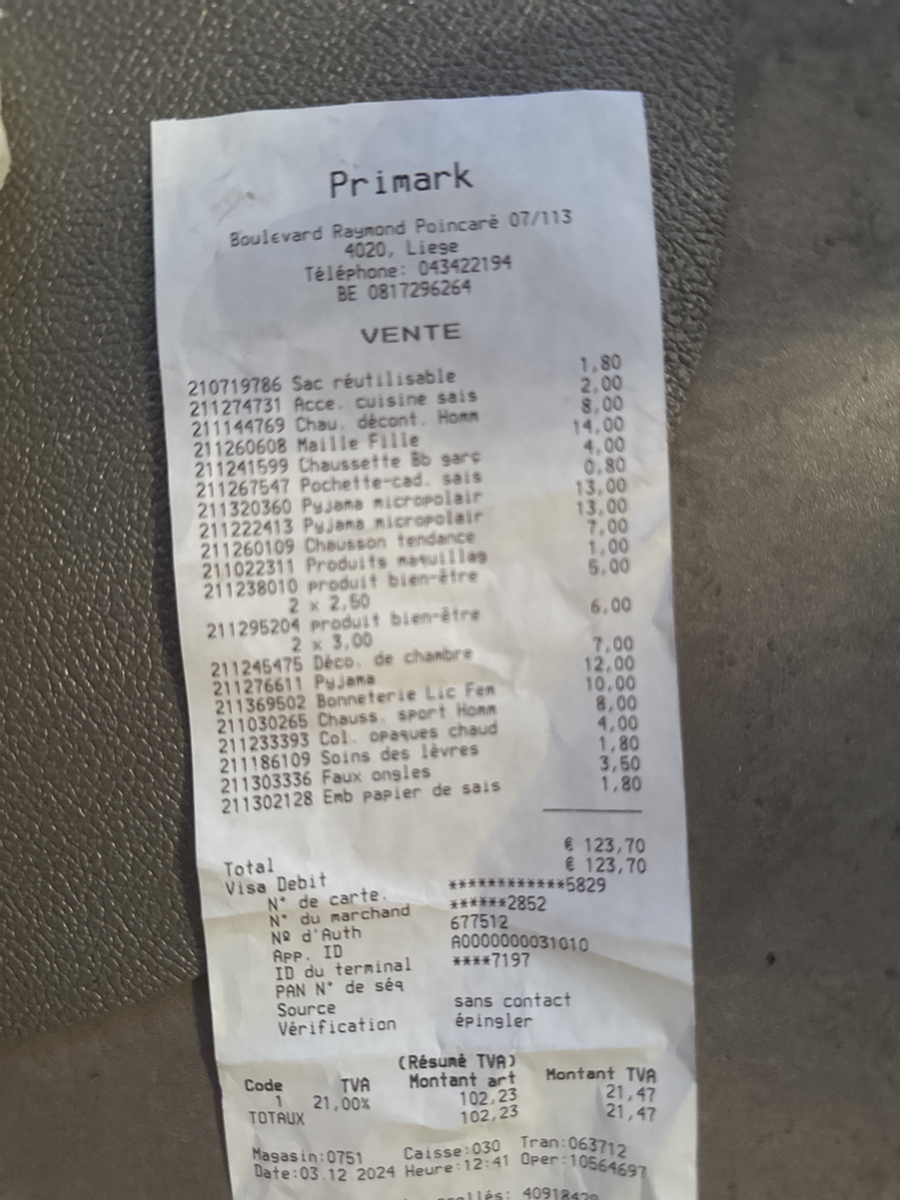 Primark
Boulevard Raymond Poincaré 07/113
4020, Liege
Téléphone: 043422194
BE 0817296264
VENTE
210719786 Sac réutilisable 1,80
211274731 Acce. cuisine sais 2,00
211144769 Chau. décont. Homm 8,00
211260608 Maille Fille 14,00
211241599 Chaussette Bb garç 4,00
211267547 Pochette-cad. sais 0,80
211320360 Pyjama micropolair 13,00
211222413 Pyjama micropolair 13,00
211260109 Chausson tendance 7,00
211022311 Produits maquillag 1,00
211238010 produit bien-être 5,00
2 x 2,50
211295204 produit bien-être 6,00
2 x 3,00
211245475 Déco. de chambre 7,00
211276611 Pyjama 12,00
211369502 Bonneterie Lic Fem 10,00
211030265 Chauss. sport Homm 8,00
211233393 Col. opaques chaud 4,00
211186109 Soins des lèvres 1,80
211303336 Faux ongles 3,50
211302128 Emb papier de sais 1,80
Total € 123,70
Visa Debit € 123,70
N° de carte. ************5829
N° du marchand ******2852
Nº d'Auth 677512
App. ID A0000000031010
ID du terminal ****7197
PAN N° de séq
Source sans contact
Vérification épingler
(Résumé TVA)
Code TVA Montant art Montant TVA
1 21,00% 102,23 21,47
TOTAUX 102,23 21,47
Magasin:0751 Caisse:030 Tran:063712
Date:03.12.2024 Heure:12:41 Oper:10564697